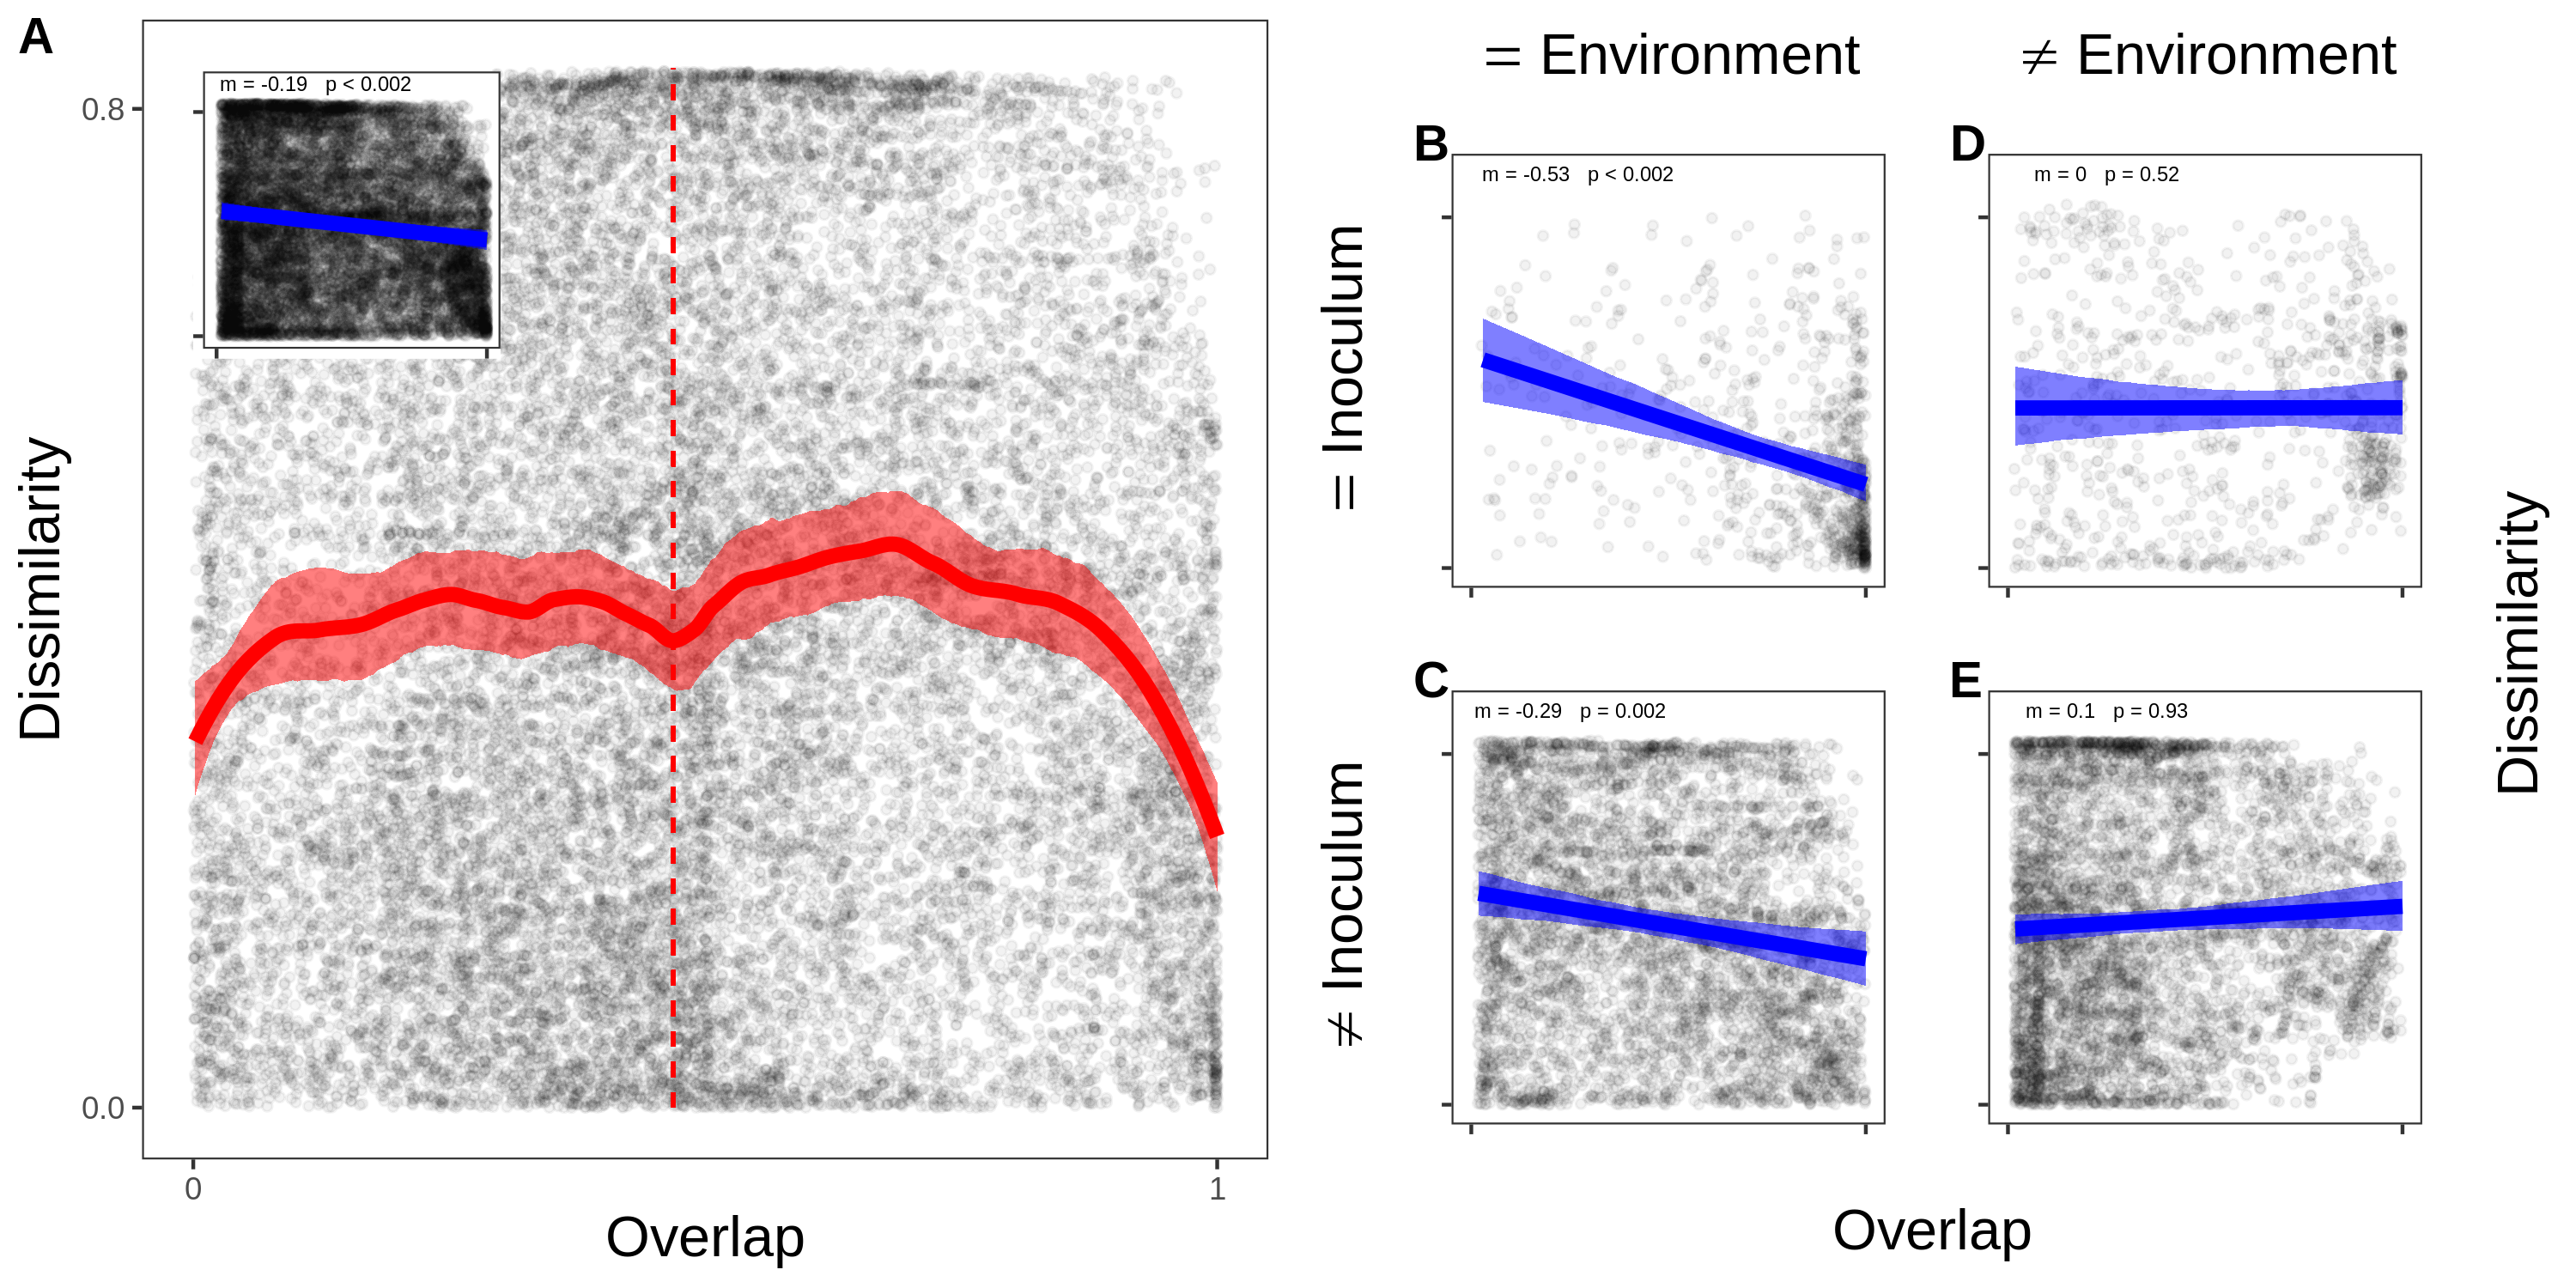 A
m = -0.19 p < 0.002
0.8
0.0
Dissimilarity
0
1
Overlap
= Environment
≠ Environment
= Inoculum
≠ Inoculum
B
m = -0.53 p < 0.002
D
m = 0 p = 0.52
C
m = -0.29 p = 0.002
E
m = 0.1 p = 0.93
Dissimilarity
Overlap